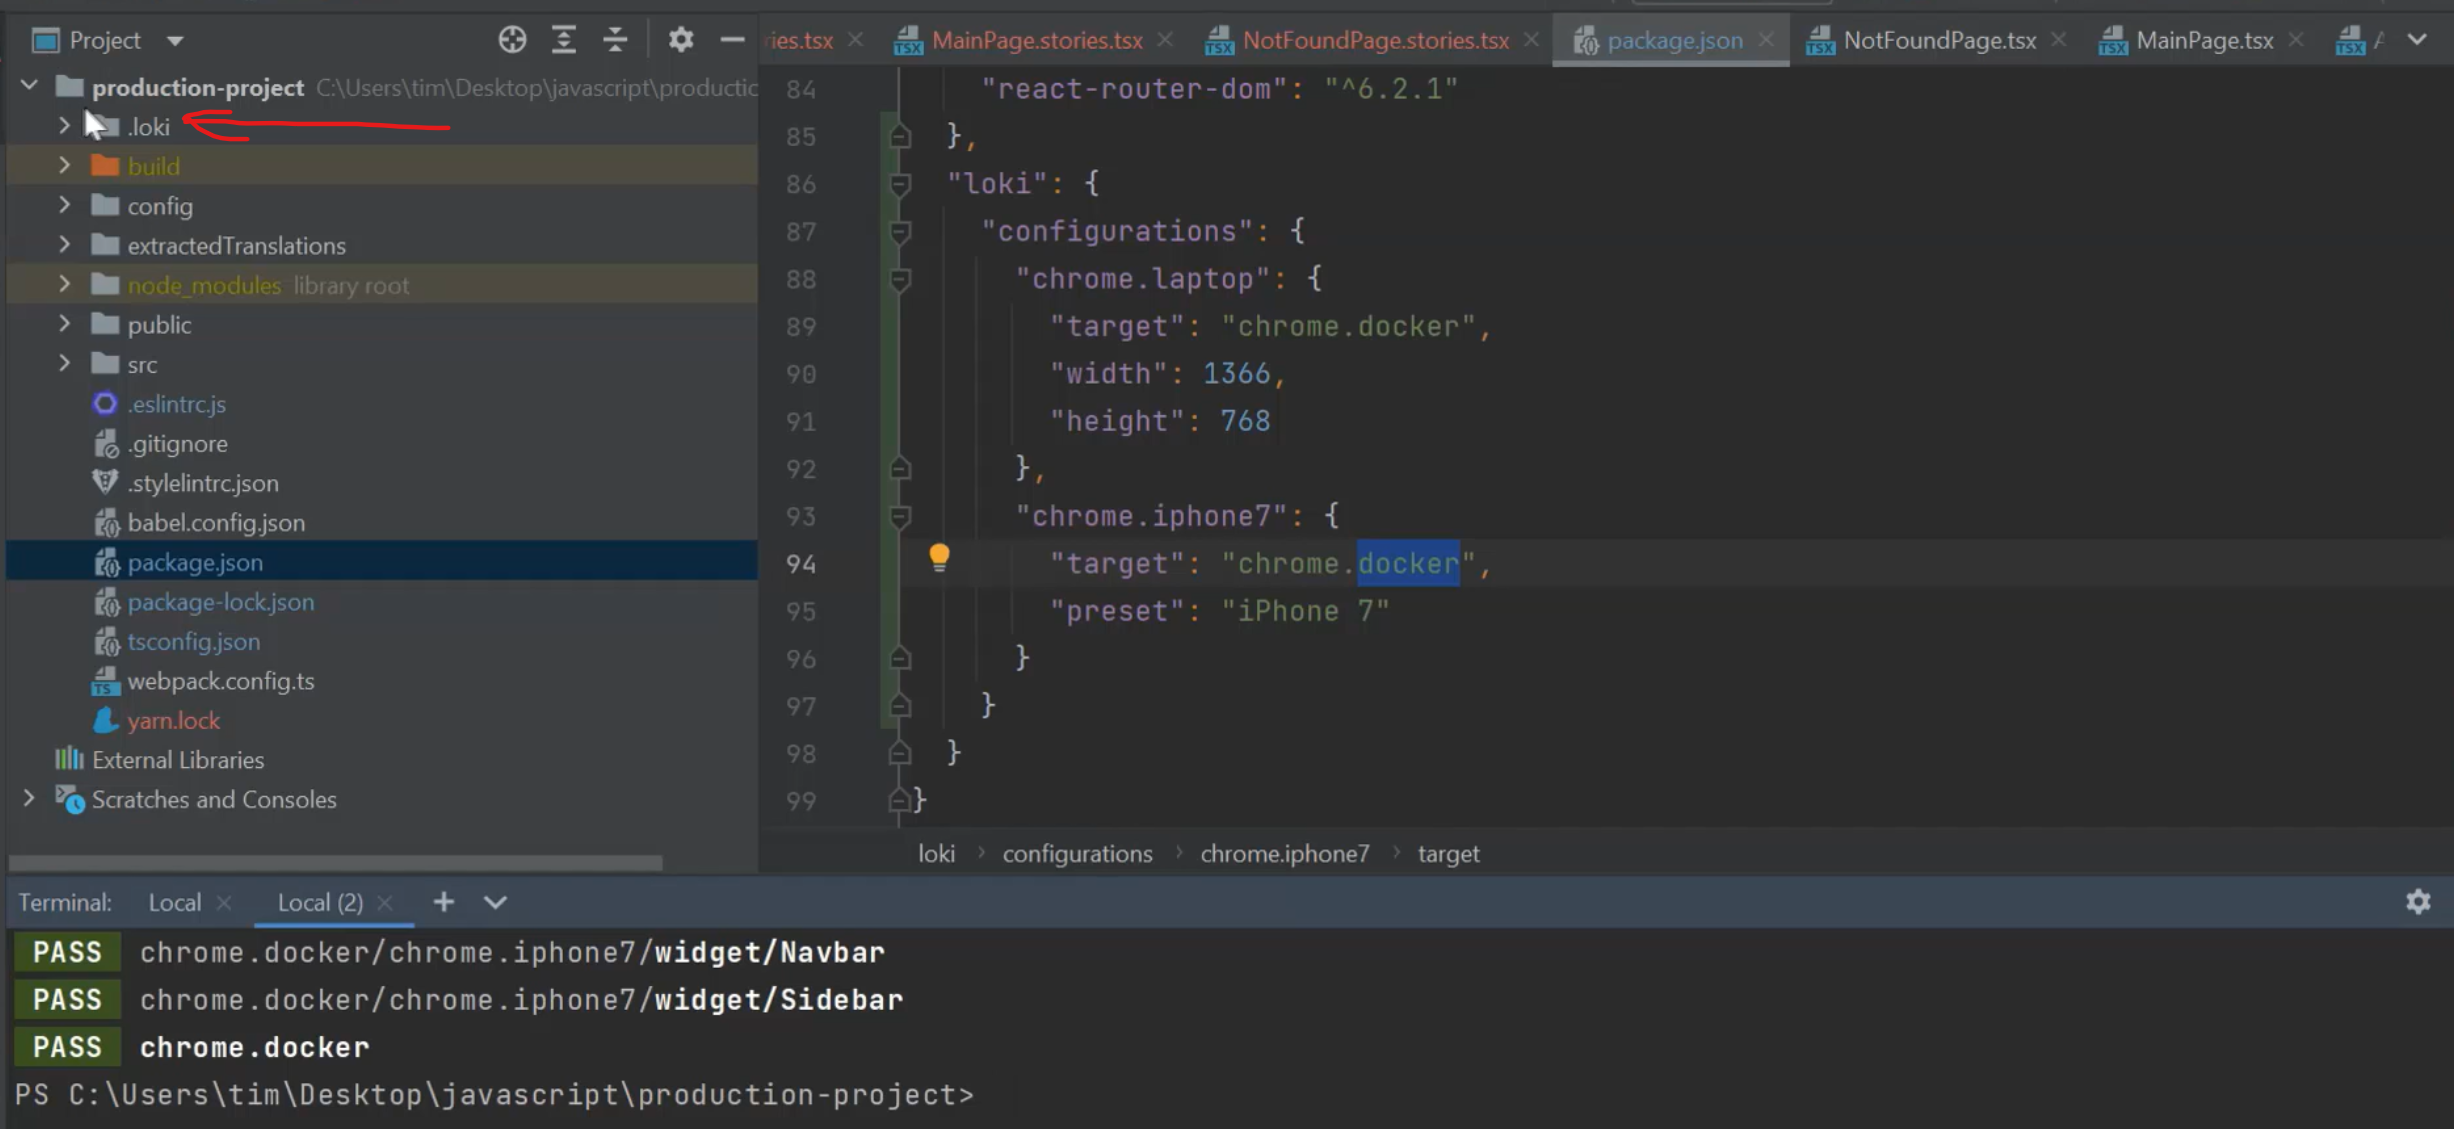 Project
ries.tsx
MainPage.stories.tsx
NotFoundPage.stories.tsx
package.json
NotFoundPage.tsx
MainPage.tsx
production-project C:\Users\tim\Desktop\javascript\productic
.loki
build
config
extractedTranslations
node_modules library root
public
src
.eslintrc.js
.gitignore
.stylelintrc.json
babel.config.json
package.json
package-lock.json
tsconfig.json
webpack.config.ts
yarn.lock
External Libraries
Scratches and Consoles
84 "react-router-dom": "^6.2.1"
85 },
86 "loki": {
87 "configurations": {
88 "chrome.laptop": {
89 "target": "chrome.docker",
90 "width": 1366,
91 "height": 768
92 },
93 "chrome.iphone7": {
94 "target": "chrome.docker",
95 "preset": "iPhone 7"
96 }
97 }
98 }
99 }
loki › configurations › chrome.iphone7 › target
Terminal: Local Local (2)
PASS chrome.docker/chrome.iphone7/widget/Navbar
PASS chrome.docker/chrome.iphone7/widget/Sidebar
PASS chrome.docker
PS C:\Users\tim\Desktop\javascript\production-project>